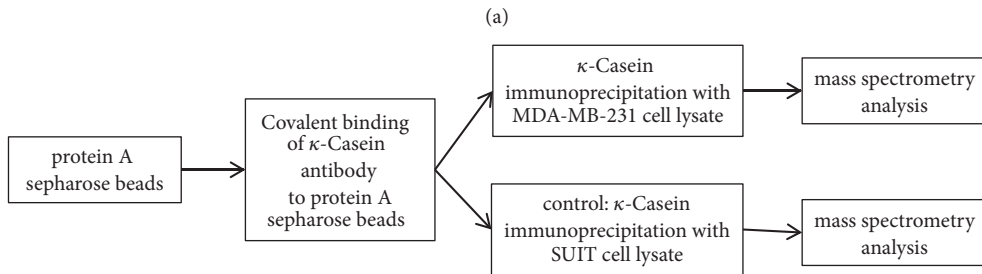 (a)
protein A
sepharose beads
Covalent binding
of κ-Casein
antibody
to protein A
sepharose beads
κ-Casein
immunoprecipitation with
MDA-MB-231 cell lysate
mass spectrometry
analysis
control: κ-Casein
immunoprecipitation with
SUIT cell lysate
mass spectrometry
analysis